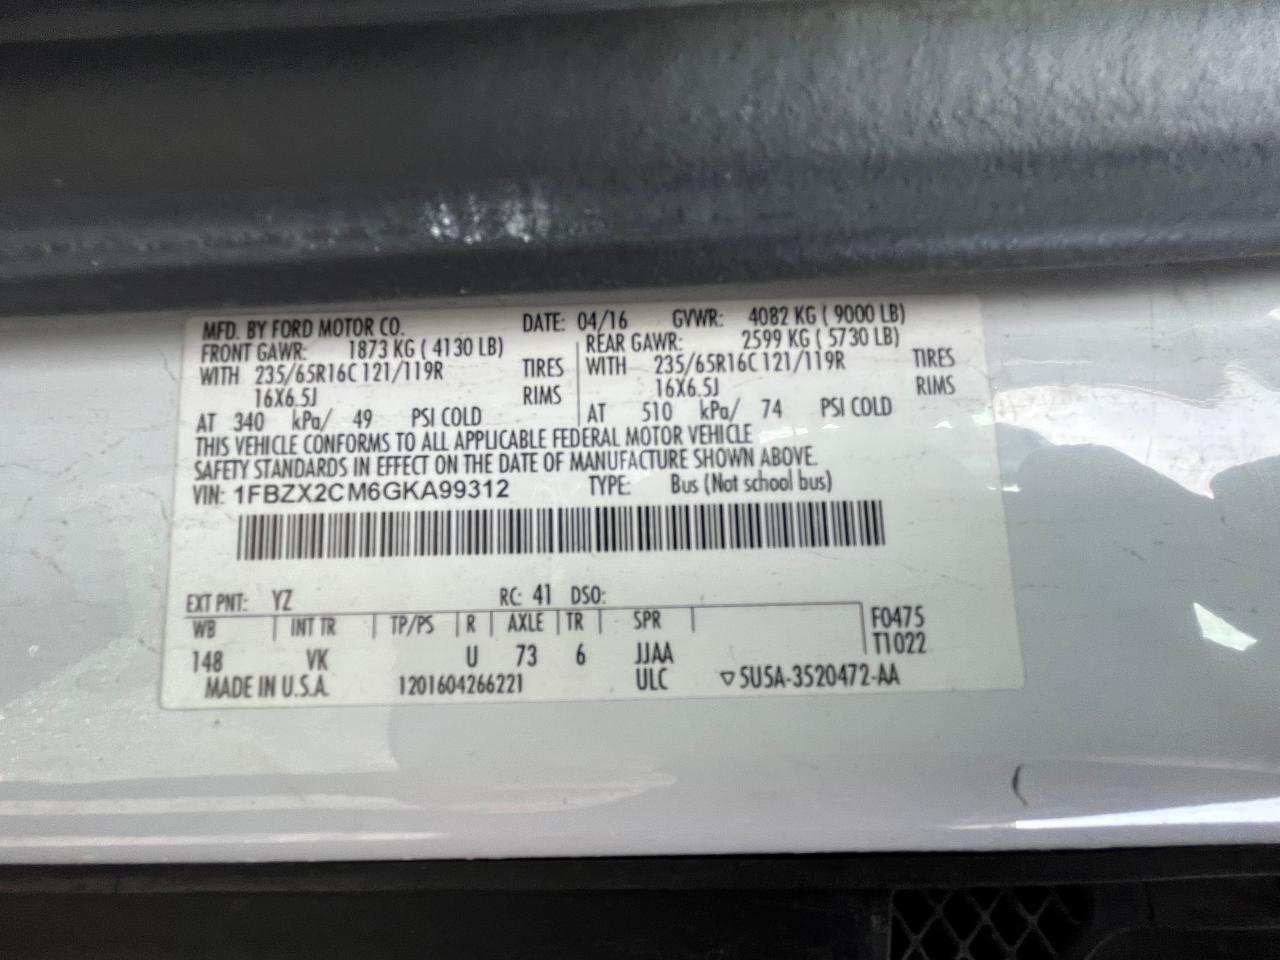 MFD. BY FORD MOTOR CO. DATE: 04/16 GVWR: 4082 KG ( 9000 LB)
FRONT GAWR: 1873 KG ( 4130 LB) REAR GAWR: 2599 KG ( 5730 LB)
WITH 235/65R16C 121/119R TIRES WITH 235/65R16C 121/119R TIRES
16X6.5J RIMS 16X6.5J RIMS
AT 340 kPa/ 49 PSI COLD AT 510 kPa/ 74 PSI COLD
THIS VEHICLE CONFORMS TO ALL APPLICABLE FEDERAL MOTOR VEHICLE
SAFETY STANDARDS IN EFFECT ON THE DATE OF MANUFACTURE SHOWN ABOVE.
VIN: 1FBZX2CM6GKA99312 TYPE: Bus (Not school bus)
EXT PNT: YZ RC: 41 DSO:
WB INT TR TP/PS R AXLE TR SPR F0475
148 VK U 73 6 JJAA T1022
MADE IN U.S.A. 1201604266221 ULC ▽5U5A-3520472-AA